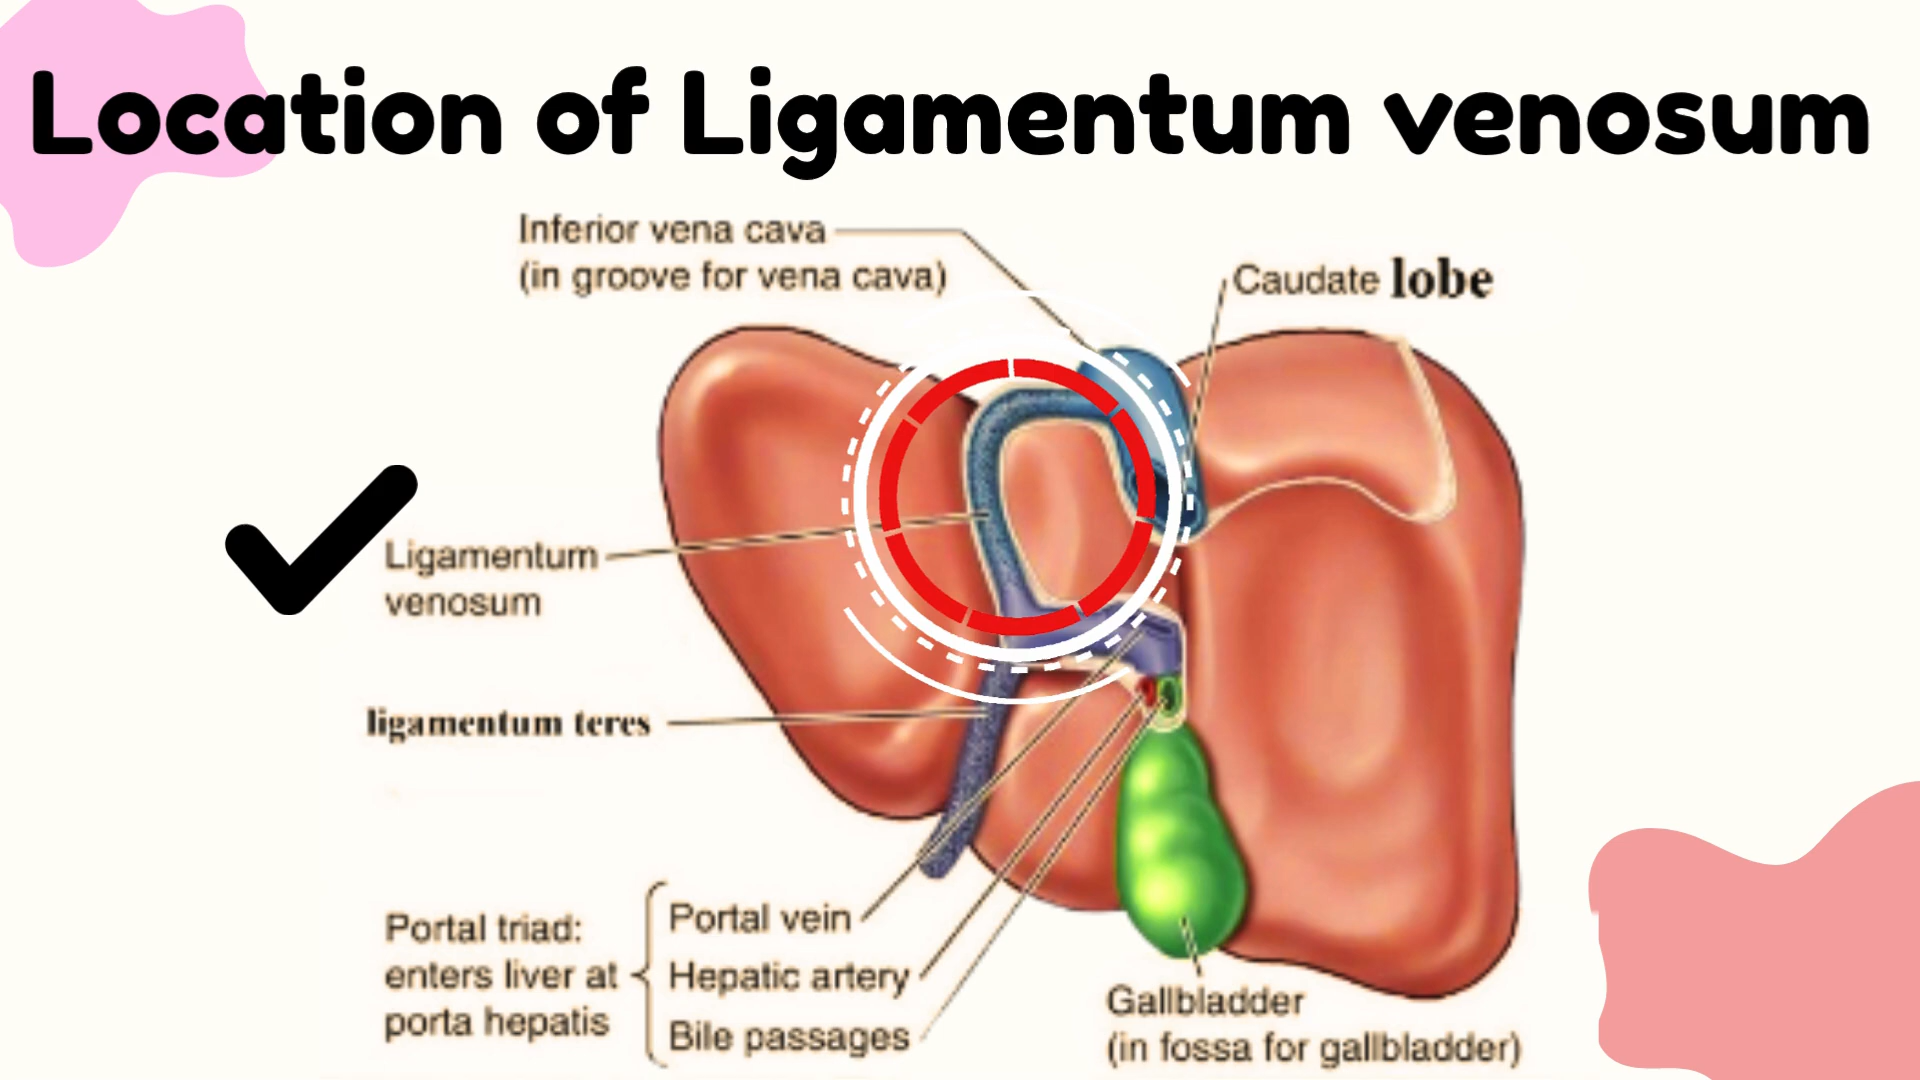 Location of Ligamentum venosum
Inferior vena cava
(in groove for vena cava)
Caudate lobe
Ligamentum
venosum
ligamentum teres
Portal triad:
enters liver at
porta hepatis
Portal vein
Hepatic artery
Bile passages
Gallbladder
(in fossa for gallbladder)